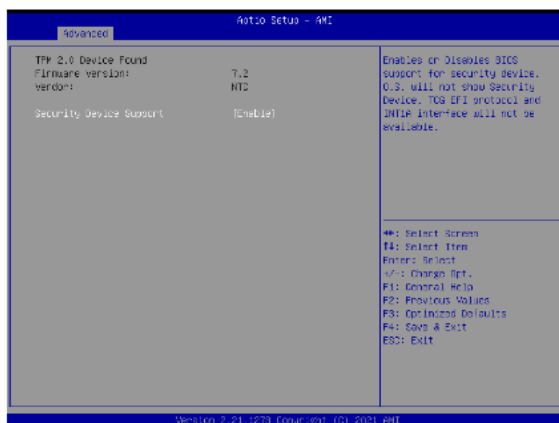 Aptio Setup - AMI
Advanced
TPM 2.0 Device Found
Firmware Version: 7.2
Vendor: NTC
Security Device Support [Enable]
Enables or Disables BIOS
support for security device.
O.S. will not show Security
Device. TCG EFI protocol and
INT1A interface will not be
available.
: Select Screen
: Select Item
Enter: Select
+/-: Change Opt.
F1: General Help
F2: Previous Values
F3: Optimized Defaults
F4: Save & Exit
ESC: Exit
Version 2.21.1278 Copyright (C) 2021 AMI